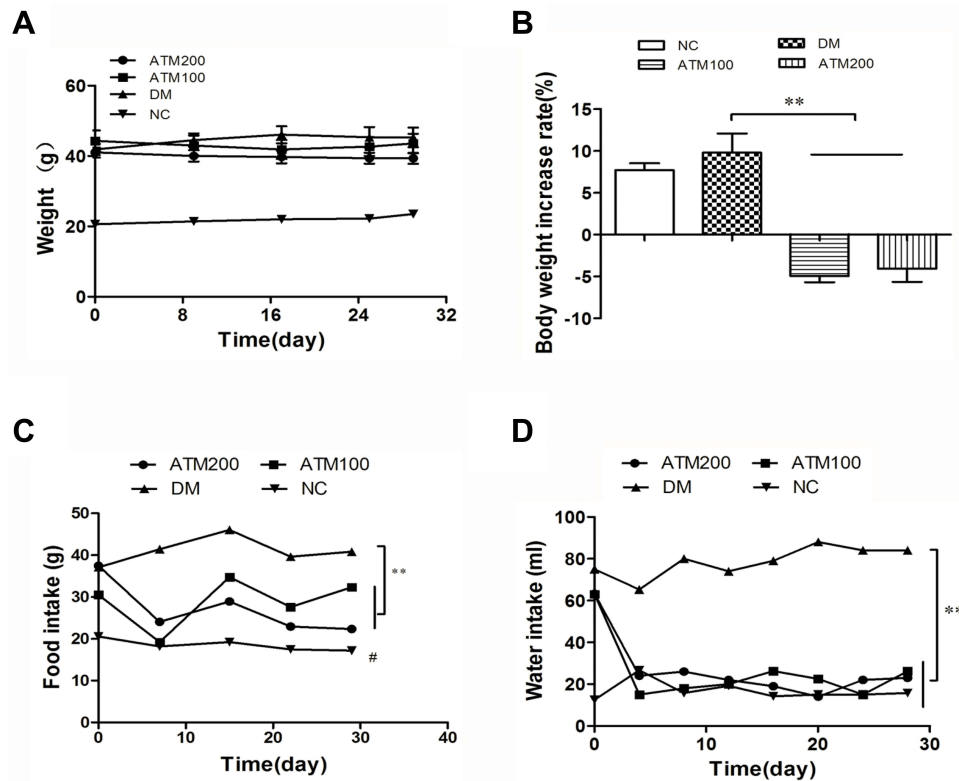 A
ATM200
ATM100
DM
NC
60
40
20
0
Weight (g)
0 8 16 24 32
Time(day)
B
NC DM
ATM100 ATM200
**
15
10
5
0
-5
-10
Body weight increase rate(%)
C
ATM200 ATM100
DM NC
50
40
30
20
10
0
Food intake (g)
**
#
0 10 20 30 40
Time(day)
D
ATM200 ATM100
DM NC
100
80
60
40
20
0
Water intake (ml)
**
0 10 20 30
Time(day)